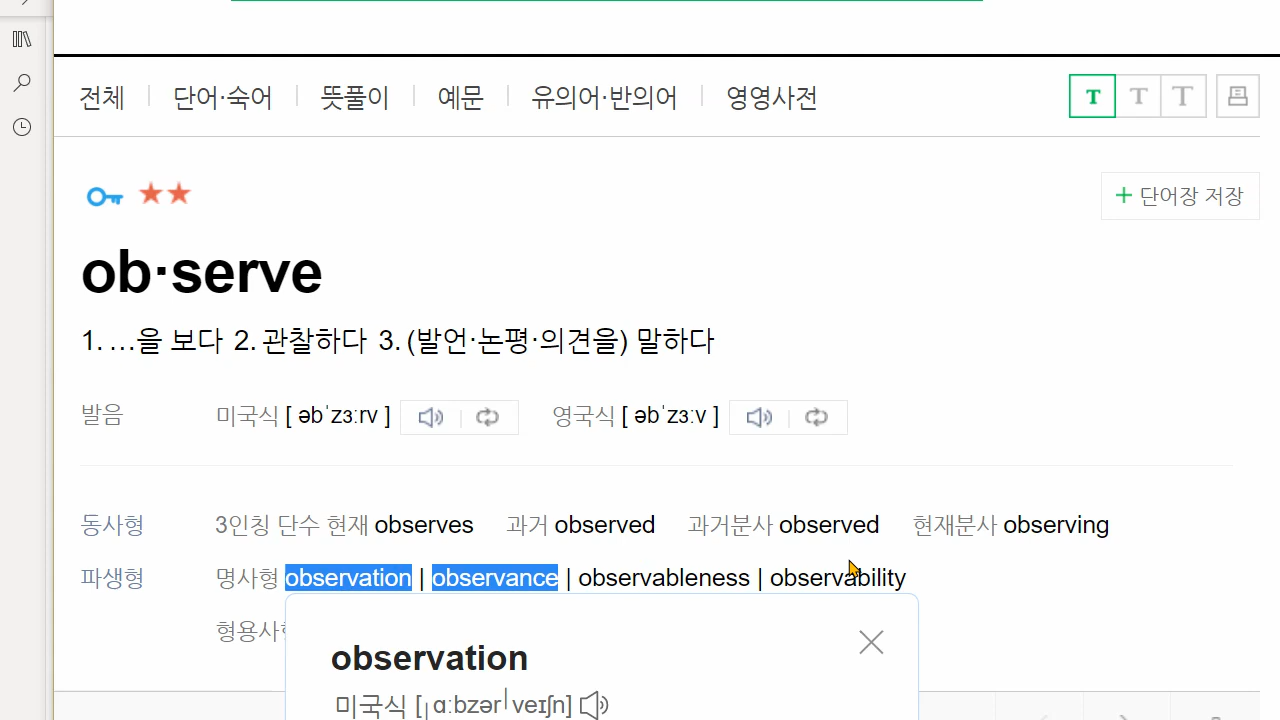 전체 단어·숙어 뜻풀이 예문 유의어·반의어 영영사전 T T T
+ 단어장 저장
ob·serve
1. …을 보다 2. 관찰하다 3. (발언·논평·의견을) 말하다
발음 미국식 [ əbˈzɜːrv ] 영국식 [ əbˈzɜːv ]
동사형 3인칭 단수 현재 observes 과거 observed 과거분사 observed 현재분사 observing
파생형 명사형 observation | observance | observableness | observability
observation
미국식 [ˌɑːbzərˈveɪʃn]